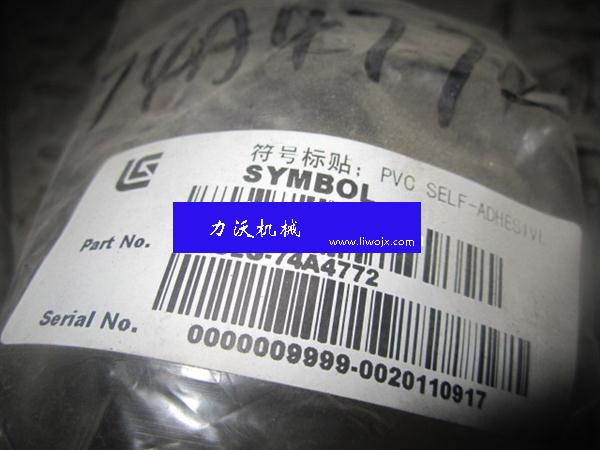 74A477
符号标贴: PVC SELF-ADHESIVE
SYMBOL
力沃机械
www.liwojx.com
Part No.
-74A4772
Serial No.
0000009999-0020110917